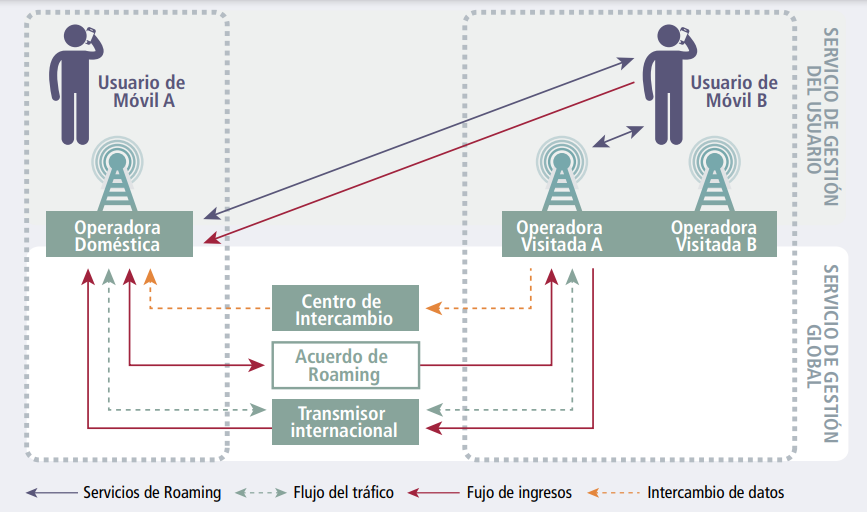 Usuario de
Móvil A
Usuario de
Móvil B
SERVICIO DE GESTIÓN
DEL USUARIO
Operadora
Doméstica
Operadora
Visitada A
Operadora
Visitada B
Centro de
Intercambio
Acuerdo de
Roaming
Transmisor
internacional
SERVICIO DE GESTIÓN
GLOBAL
Servicios de Roaming
Flujo del tráfico
Fujo de ingresos
Intercambio de datos